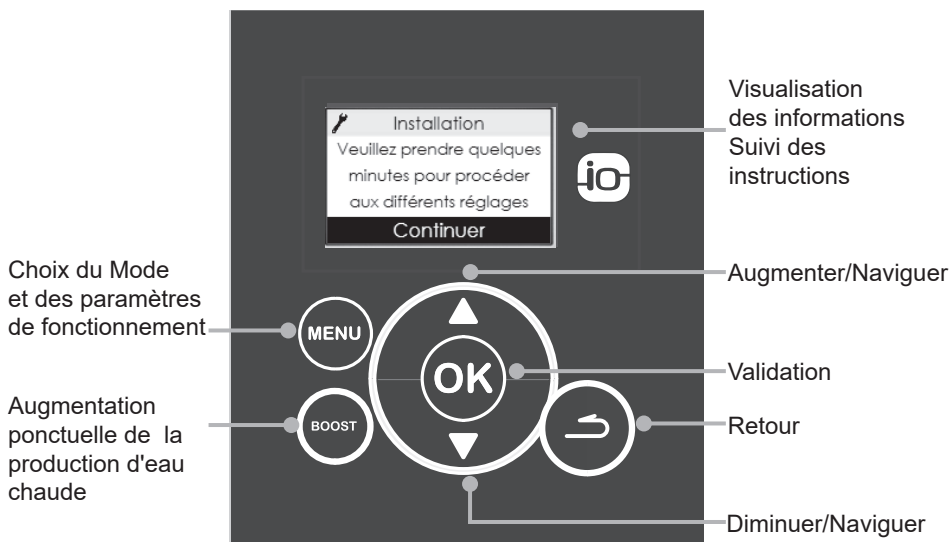 Installation
Veuillez prendre quelques
minutes pour procéder
aux différents réglages
Continuer
io
Visualisation
des informations
Suivi des
instructions
Choix du Mode
et des paramètres
de fonctionnement
MENU
Augmenter/Naviguer
OK
Validation
Augmentation
ponctuelle de la
production d'eau
chaude
BOOST
Retour
Diminuer/Naviguer